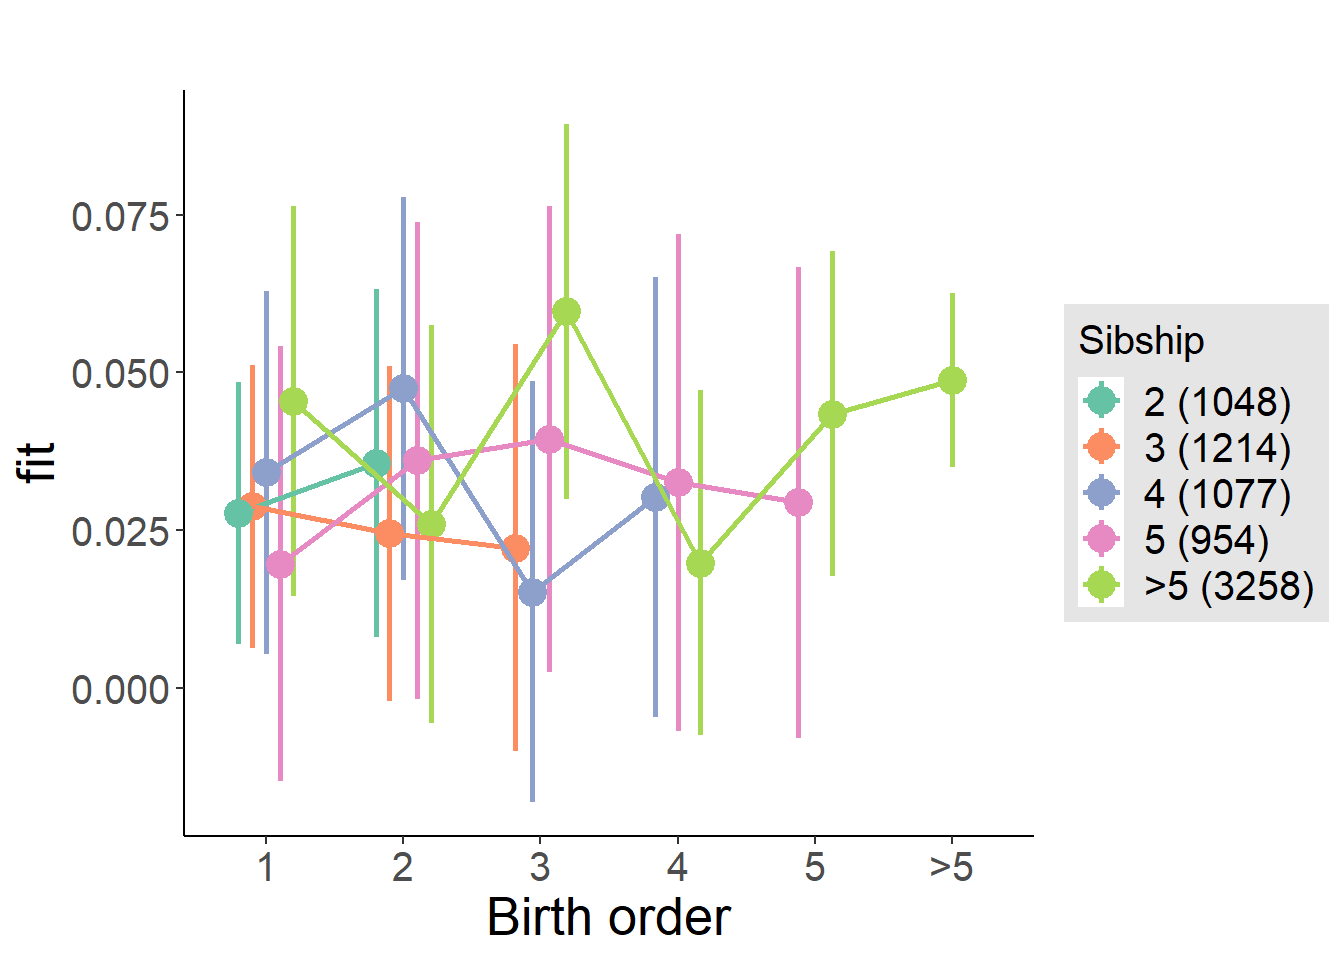 0.075
0.050
0.025
0.000
fit
1 2 3 4 5 >5
Birth order
Sibship
2 (1048)
3 (1214)
4 (1077)
5 (954)
>5 (3258)